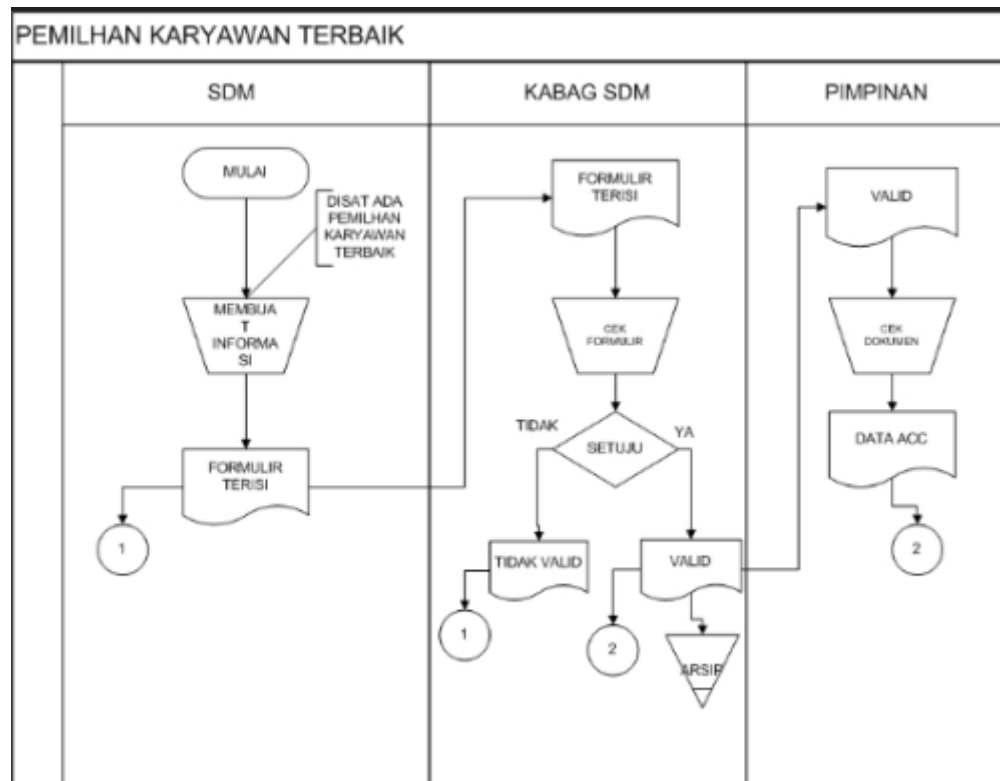 PEMILHAN KARYAWAN TERBAIK
SDM
KABAG SDM
PIMPINAN
MULAI
DISAT ADA
PEMILHAN
KARYAWAN
TERBAIK
MEMBUA
T
INFORMA
SI
FORMULIR
TERISI
1
FORMULIR
TERISI
CEK
FORMULIR
TIDAK
SETUJU
YA
TIDAK VALID
VALID
1
2
ARSIP
VALID
CEK
DOKUMEN
DATA ACC
2